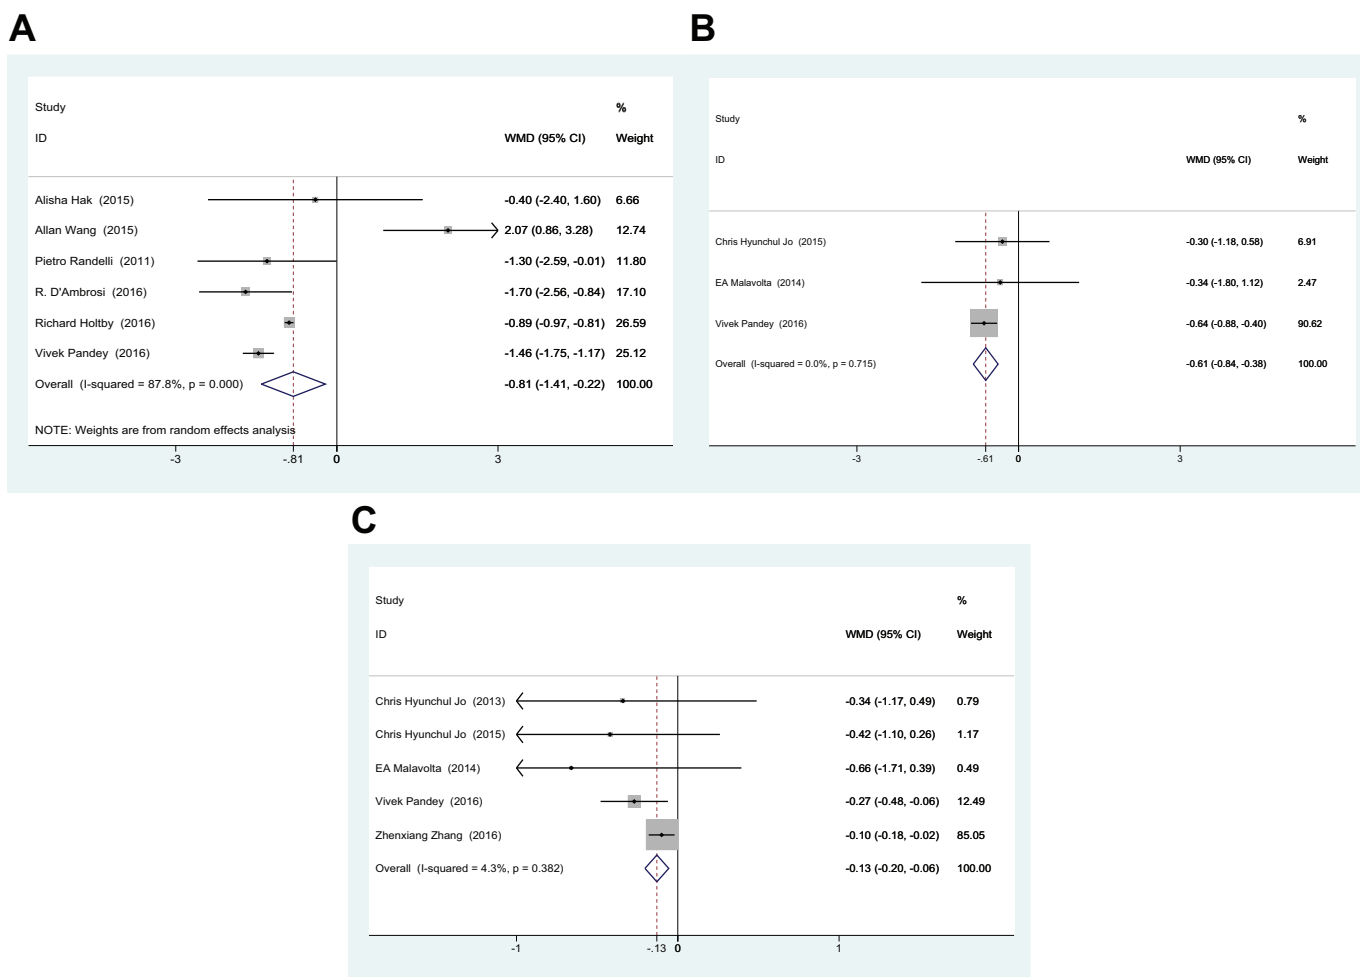 A
Study %
ID WMD (95% CI) Weight
Alisha Hak (2015) -0.40 (-2.40, 1.60) 6.66
Allan Wang (2015) 2.07 (0.86, 3.28) 12.74
Pietro Randelli (2011) -1.30 (-2.59, -0.01) 11.80
R. D'Ambrosi (2016) -1.70 (-2.56, -0.84) 17.10
Richard Holtby (2016) -0.89 (-0.97, -0.81) 26.59
Vivek Pandey (2016) -1.46 (-1.75, -1.17) 25.12
Overall (I-squared = 87.8%, p = 0.000) -0.81 (-1.41, -0.22) 100.00
NOTE: Weights are from random effects analysis
-3 -.81 0 3
B
Study %
ID WMD (95% CI) Weight
Chris Hyunchul Jo (2015) -0.30 (-1.18, 0.58) 6.91
EA Malavolta (2014) -0.34 (-1.80, 1.12) 2.47
Vivek Pandey (2016) -0.64 (-0.88, -0.40) 90.62
Overall (I-squared = 0.0%, p = 0.715) -0.61 (-0.84, -0.38) 100.00
-3 -.61 0 3
C
Study %
ID WMD (95% CI) Weight
Chris Hyunchul Jo (2013) -0.34 (-1.17, 0.49) 0.79
Chris Hyunchul Jo (2015) -0.42 (-1.10, 0.26) 1.17
EA Malavolta (2014) -0.66 (-1.71, 0.39) 0.49
Vivek Pandey (2016) -0.27 (-0.48, -0.06) 12.49
Zhenxiang Zhang (2016) -0.10 (-0.18, -0.02) 85.05
Overall (I-squared = 4.3%, p = 0.382) -0.13 (-0.20, -0.06) 100.00
-1 -.13 0 1